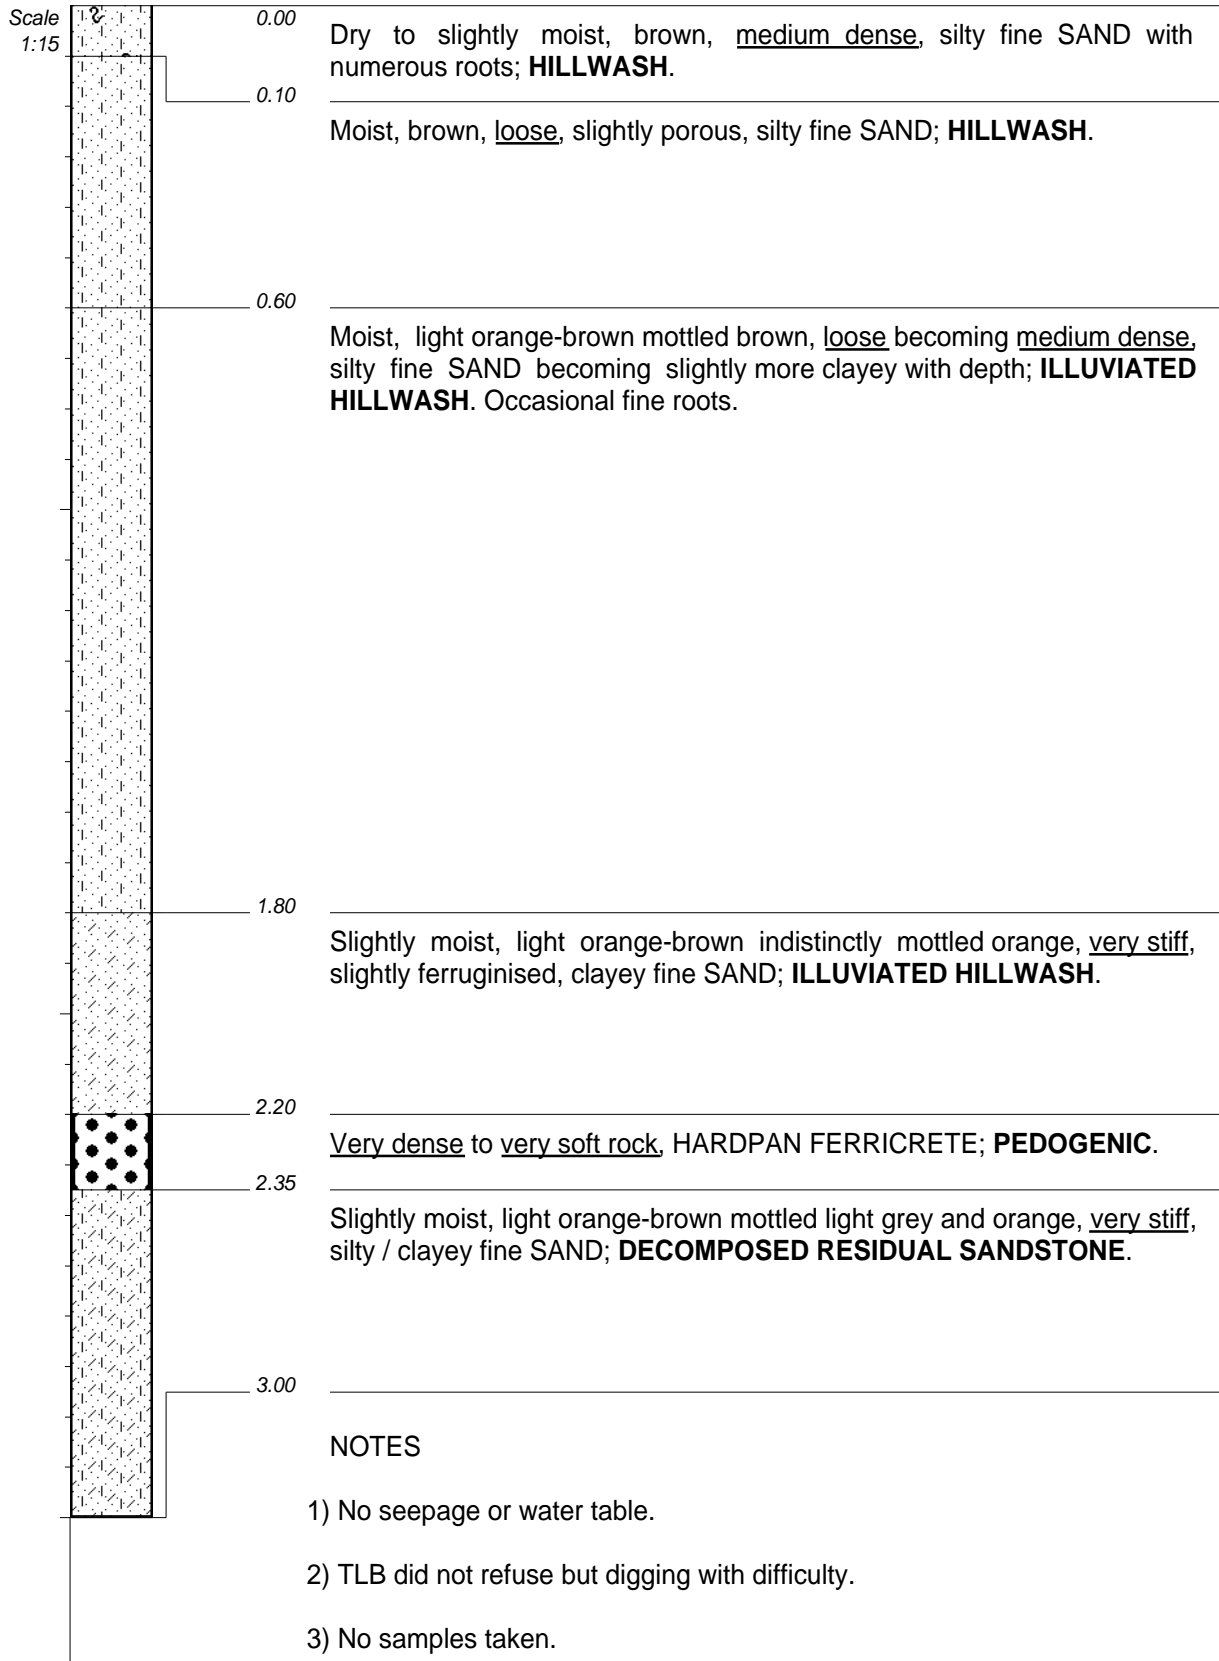 Scale
1:15
0.00
Dry to slightly moist, brown, medium dense, silty fine SAND with
numerous roots; HILLWASH.
0.10
Moist, brown, loose, slightly porous, silty fine SAND; HILLWASH.
0.60
Moist, light orange-brown mottled brown, loose becoming medium dense,
silty fine SAND becoming slightly more clayey with depth; ILLUVIATED
HILLWASH. Occasional fine roots.
1.80
Slightly moist, light orange-brown indistinctly mottled orange, very stiff,
slightly ferruginised, clayey fine SAND; ILLUVIATED HILLWASH.
2.20
Very dense to very soft rock, HARDPAN FERRICRETE; PEDOGENIC.
2.35
Slightly moist, light orange-brown mottled light grey and orange, very stiff,
silty / clayey fine SAND; DECOMPOSED RESIDUAL SANDSTONE.
3.00
NOTES
1) No seepage or water table.
2) TLB did not refuse but digging with difficulty.
3) No samples taken.